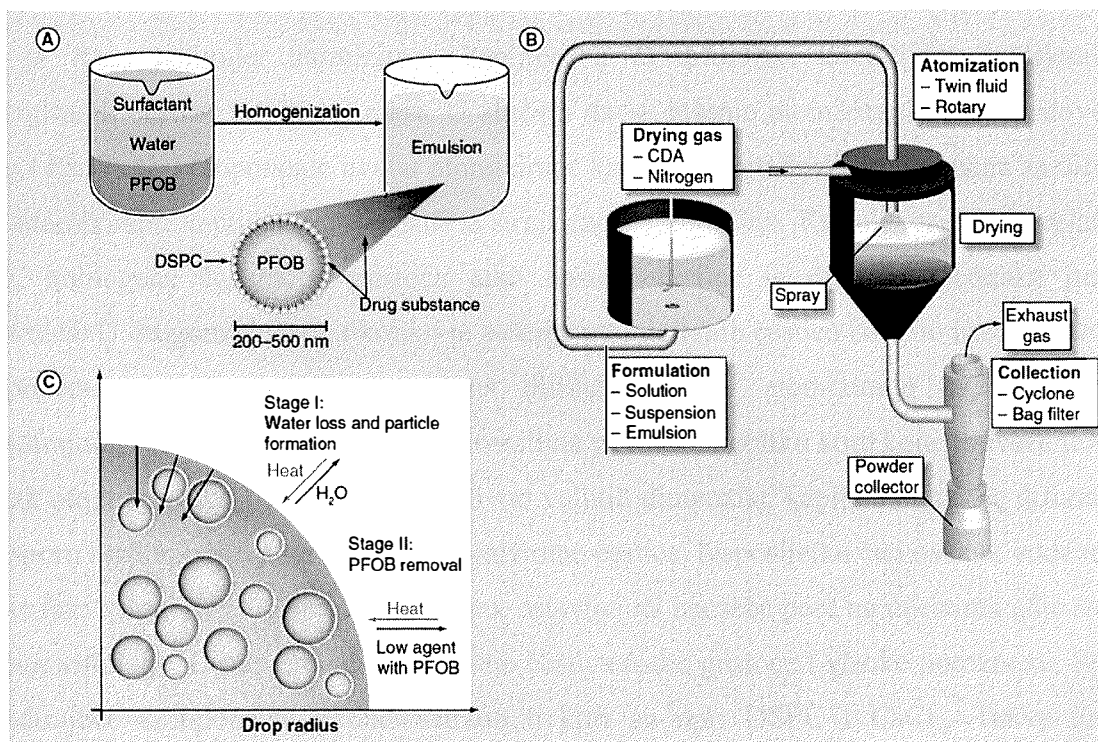 A
Surfactant
Water
PFOB
Homogenization
Emulsion
DSPC
PFOB
Drug substance
200–500 nm
B
Atomization
– Twin fluid
– Rotary
Drying gas
– CDA
– Nitrogen
Drying
Spray
Exhaust
gas
Formulation
– Solution
– Suspension
– Emulsion
Collection
– Cyclone
– Bag filter
Powder
collector
C
Stage I:
Water loss and particle
formation
Heat
H₂O
Stage II:
PFOB removal
Heat
Low agent
with PFOB
Drop radius